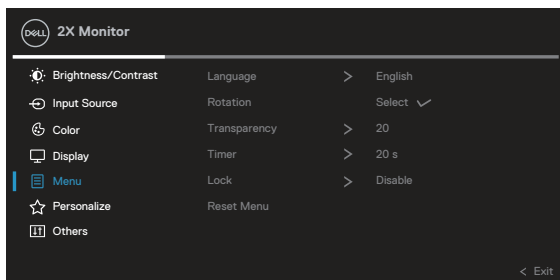 DELL 2X Monitor
Brightness/Contrast Language > English
Input Source Rotation Select ✓
Color Transparency > 20
Display Timer > 20 s
Menu Lock > Disable
Personalize Reset Menu
Others
< Exit